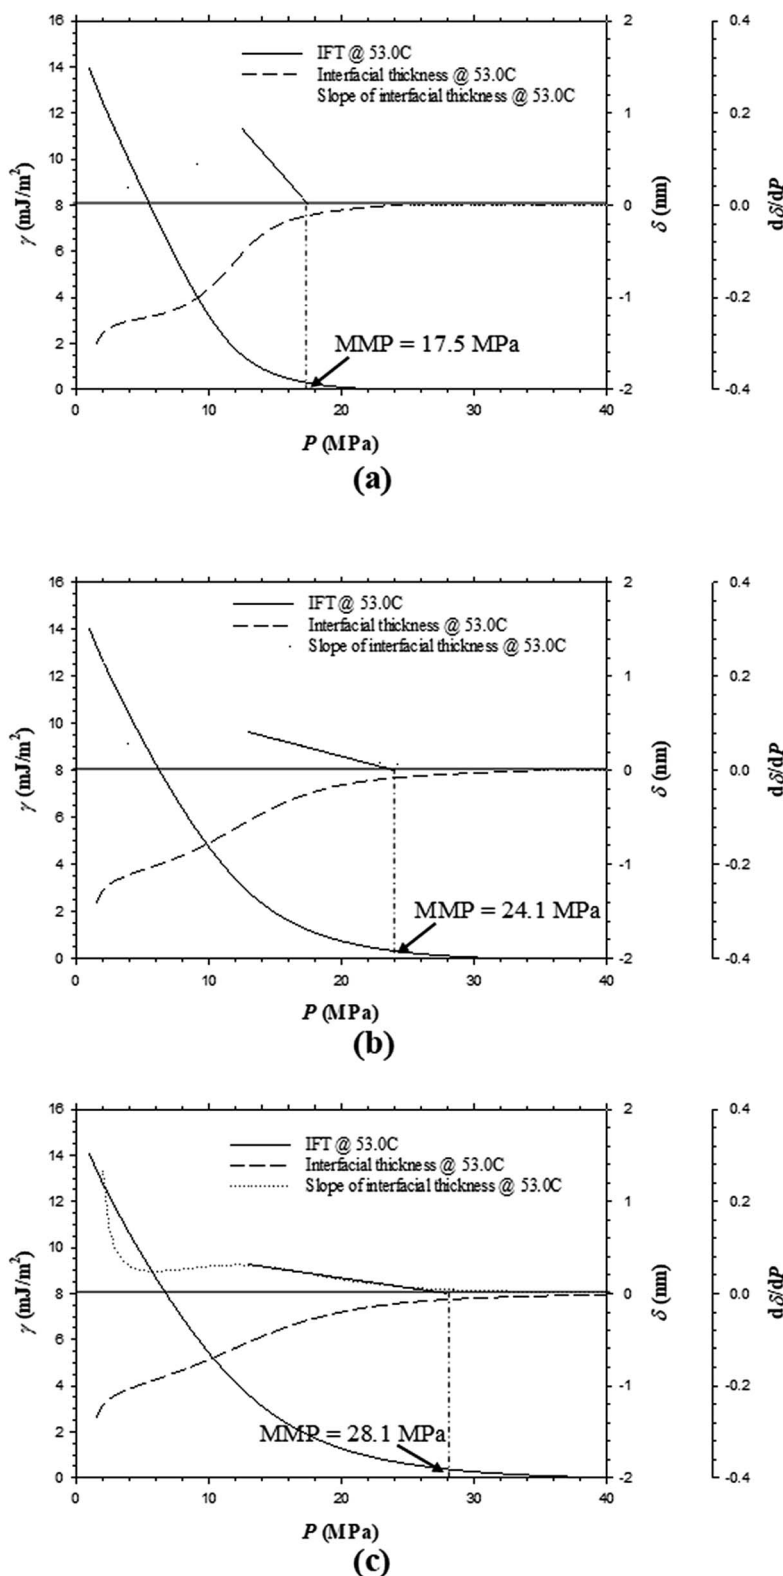 16
14
12
10
8
6
4
2
0
γ (mJ/m²)
IFT @ 53.0C
Interfacial thickness @ 53.0C
Slope of interfacial thickness @ 53.0C
MMP = 17.5 MPa
2
1
0
-1
-2
δ (nm)
0.4
0.2
0.0
-0.2
-0.4
dδ/dP
0 10 20 30 40
P (MPa)
(a)
16
14
12
10
8
6
4
2
0
γ (mJ/m²)
IFT @ 53.0C
Interfacial thickness @ 53.0C
Slope of interfacial thickness @ 53.0C
MMP = 24.1 MPa
2
1
0
-1
-2
δ (nm)
0.4
0.2
0.0
-0.2
-0.4
dδ/dP
0 10 20 30 40
P (MPa)
(b)
16
14
12
10
8
6
4
2
0
γ (mJ/m²)
IFT @ 53.0C
Interfacial thickness @ 53.0C
Slope of interfacial thickness @ 53.0C
MMP = 28.1 MPa
2
1
0
-1
-2
δ (nm)
0.4
0.2
0.0
-0.2
-0.4
dδ/dP
0 10 20 30 40
P (MPa)
(c)